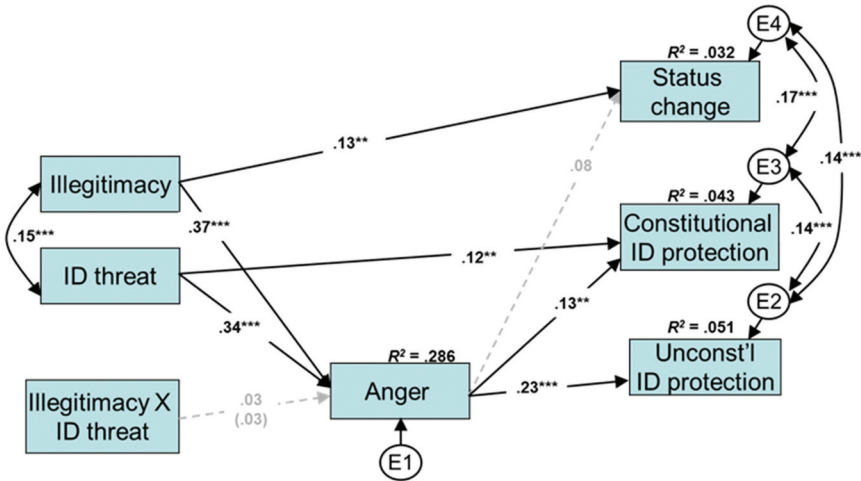 E4
R² = .032
Status
change
.17***
.13**
.08
.14***
E3
R² = .043
Illegitimacy
.37***
Constitutional
ID protection
.15***
.14***
.12**
ID threat
E2
.13**
.34***
R² = .051
R² = .286
Unconst'l
ID protection
Anger
.23***
Illegitimacy X
ID threat
.03
(.03)
E1